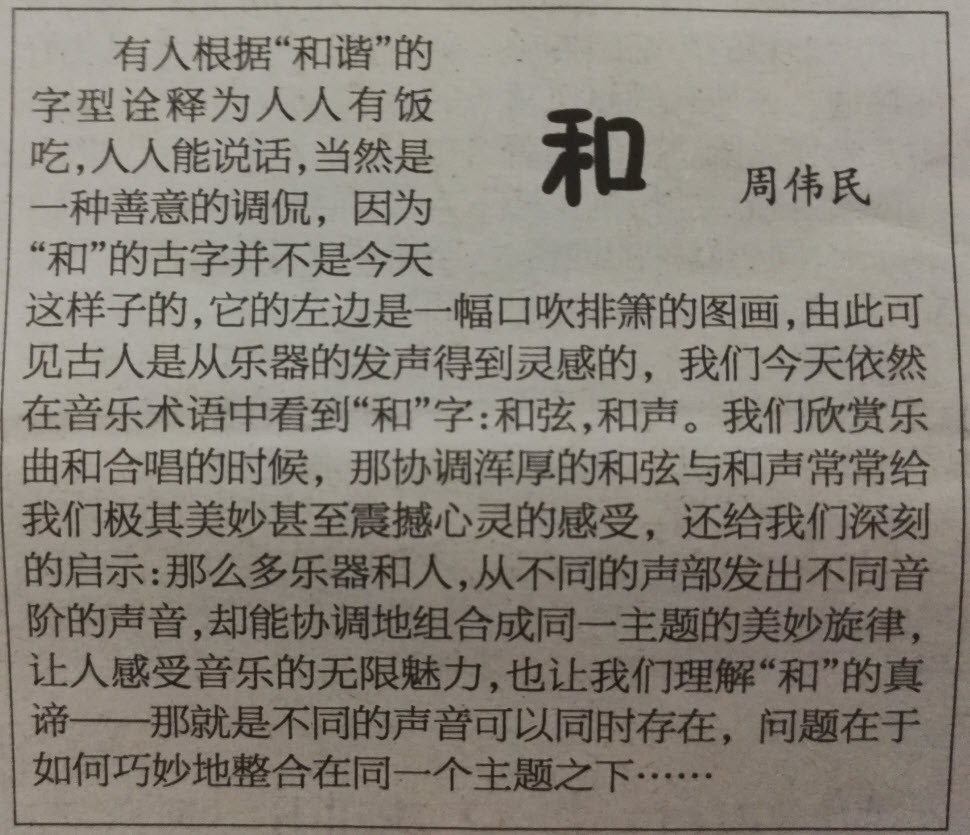 和
周伟民
有人根据“和谐”的
字型诠释为人人有饭
吃,人人能说话,当然是
一种善意的调侃，因为
“和”的古字并不是今天
这样子的,它的左边是一幅口吹排箫的图画,由此可
见古人是从乐器的发声得到灵感的，我们今天依然
在音乐术语中看到“和”字:和弦,和声。我们欣赏乐
曲和合唱的时候，那协调浑厚的和弦与和声常常给
我们极其美妙甚至震撼心灵的感受，还给我们深刻
的启示:那么多乐器和人,从不同的声部发出不同音
阶的声音,却能协调地组合成同一主题的美妙旋律,
让人感受音乐的无限魅力,也让我们理解“和”的真
谛——那就是不同的声音可以同时存在，问题在于
如何巧妙地整合在同一个主题之下……